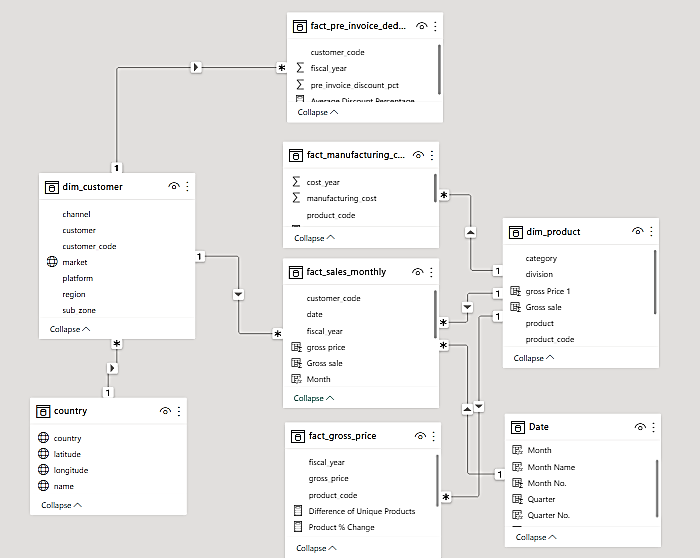 fact_pre_invoice_ded...
customer_code
fiscal_year
pre_invoice_discount_pct
Average Discount Percentage
Collapse
*
1
fact_manufacturing_c...
cost_year
manufacturing_cost
product_code
Collapse
*
dim_customer
channel
customer
customer_code
market
platform
region
sub_zone
Collapse
1
*
dim_product
category
division
gross Price 1
Gross sale
product
product_code
Collapse
1
1
1
fact_sales_monthly
customer_code
date
fiscal_year
gross price
Gross sale
Month
Collapse
*
*
*
country
country
latitude
longitude
name
Collapse
1
fact_gross_price
fiscal_year
gross_price
product_code
Difference of Unique Products
Product % Change
Collapse
*
Date
Month
Month Name
Month No.
Quarter
Quarter No.
Collapse
1